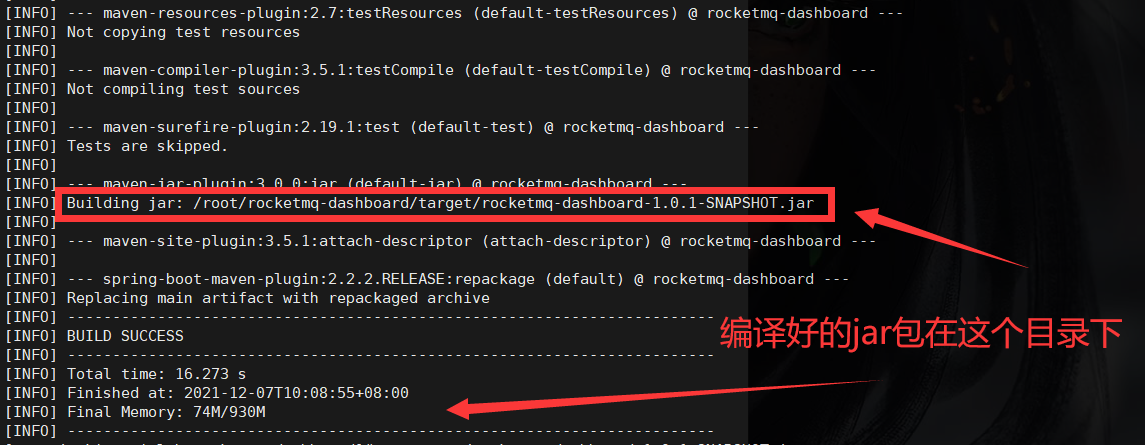 [INFO] --- maven-resources-plugin:2.7:testResources (default-testResources) @ rocketmq-dashboard ---
[INFO] Not copying test resources
[INFO]
[INFO] --- maven-compiler-plugin:3.5.1:testCompile (default-testCompile) @ rocketmq-dashboard ---
[INFO] Not compiling test sources
[INFO]
[INFO] --- maven-surefire-plugin:2.19.1:test (default-test) @ rocketmq-dashboard ---
[INFO] Tests are skipped.
[INFO]
[INFO] --- maven-jar-plugin:3.0.0:jar (default-jar) @ rocketmq-dashboard ---
[INFO] Building jar: /root/rocketmq-dashboard/target/rocketmq-dashboard-1.0.1-SNAPSHOT.jar
[INFO]
[INFO] --- maven-site-plugin:3.5.1:attach-descriptor (attach-descriptor) @ rocketmq-dashboard ---
[INFO]
[INFO] --- spring-boot-maven-plugin:2.2.2.RELEASE:repackage (default) @ rocketmq-dashboard ---
[INFO] Replacing main artifact with repackaged archive
[INFO] ------------------------------------------------------------------------
[INFO] BUILD SUCCESS
[INFO] ------------------------------------------------------------------------
[INFO] Total time: 16.273 s
[INFO] Finished at: 2021-12-07T10:08:55+08:00
[INFO] Final Memory: 74M/930M
[INFO] ------------------------------------------------------------------------
编译好的jar包在这个目录下